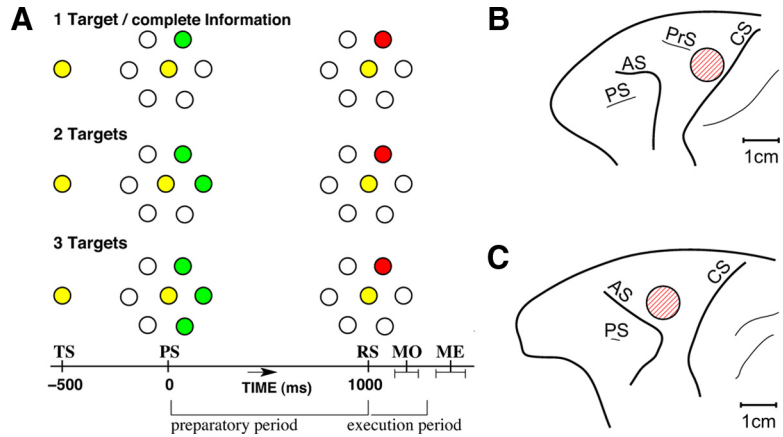 A
1 Target / complete Information
2 Targets
3 Targets
TS PS RS MO ME
−500 0 TIME (ms) 1000
preparatory period execution period
B
PrS
CS
AS
PS
1cm
C
AS
CS
PS
1cm